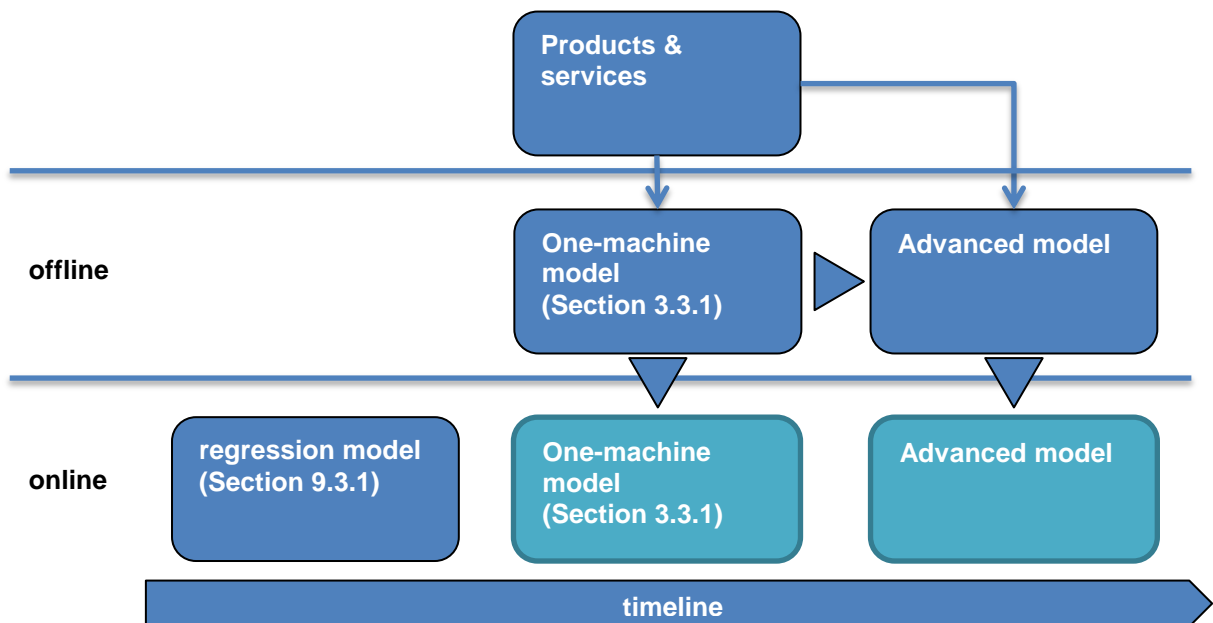 Products &
services
offline
One-machine
model
(Section 3.3.1)
Advanced model
online
regression model
(Section 9.3.1)
One-machine
model
(Section 3.3.1)
Advanced model
timeline